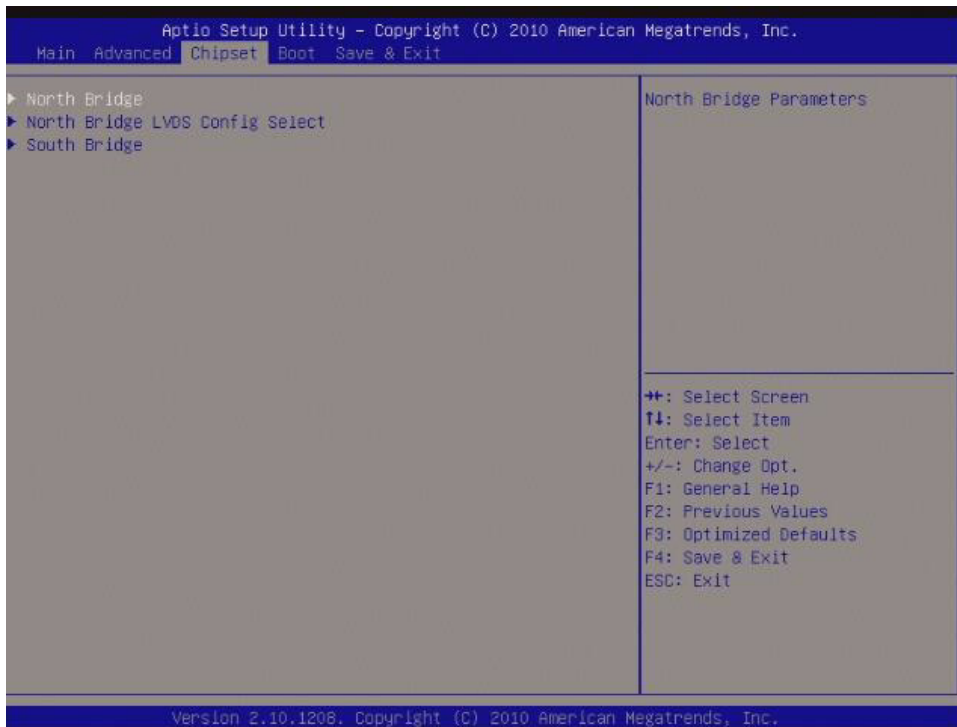 Aptio Setup Utility – Copyright (C) 2010 American Megatrends, Inc.
Main Advanced Chipset Boot Save & Exit
▶ North Bridge
▶ North Bridge LVDS Config Select
▶ South Bridge
North Bridge Parameters
→←: Select Screen
↑↓: Select Item
Enter: Select
+/-: Change Opt.
F1: General Help
F2: Previous Values
F3: Optimized Defaults
F4: Save & Exit
ESC: Exit
Version 2.10.1208. Copyright (C) 2010 American Megatrends, Inc.